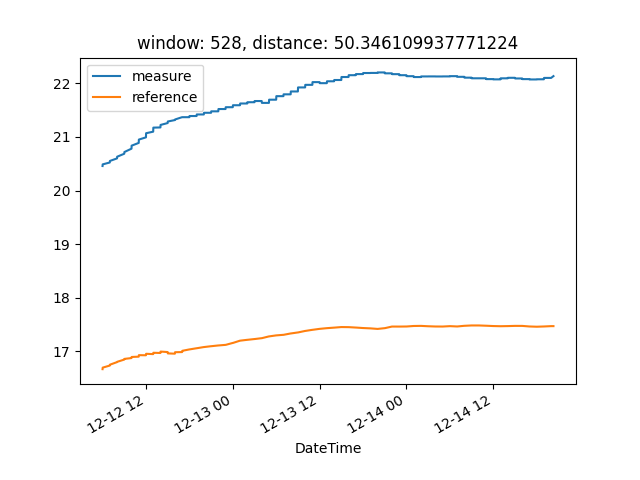 window: 528, distance: 50.346109937771224
measure
reference
22
21
20
19
18
17
12-12 12
12-13 00
12-13 12
12-14 00
12-14 12
DateTime